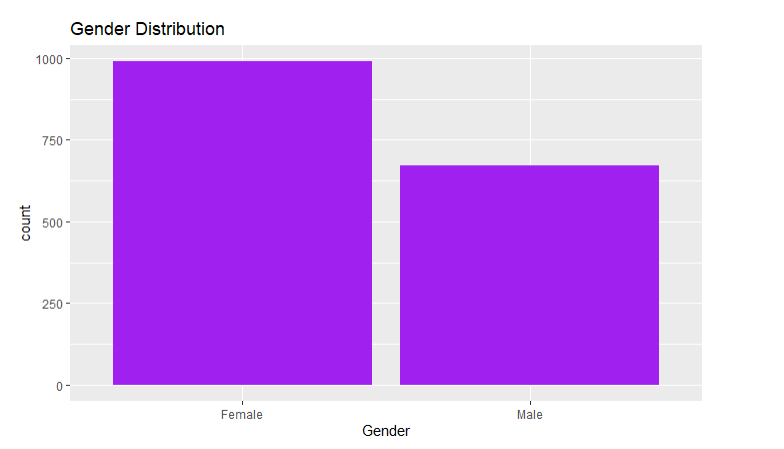 Gender Distribution
1000
750
500
250
0
count
Female Male
Gender